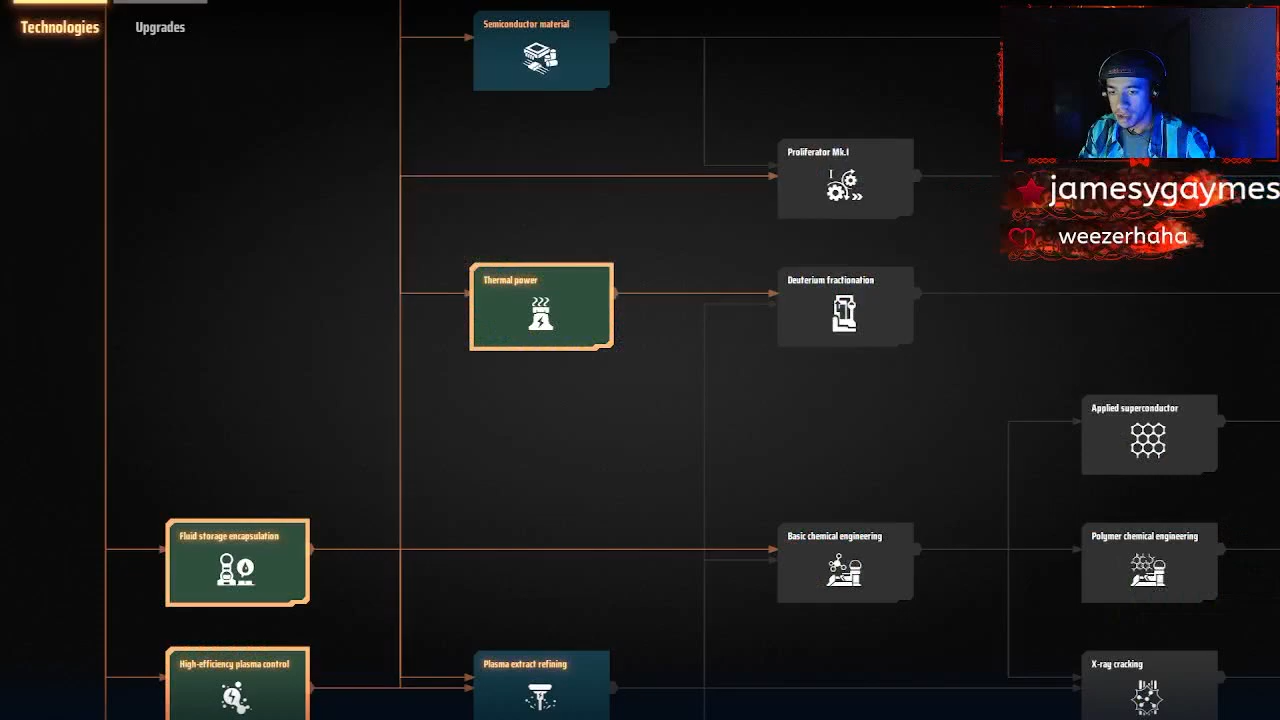 Technologies
Upgrades
Semiconductor material
Proliferator Mk.I
jamesygaymes
weezerhaha
Thermal power
Deuterium fractionation
Applied superconductor
Fluid storage encapsulation
Basic chemical engineering
Polymer chemical engineering
High-efficiency plasma control
Plasma extract refining
X-ray cracking